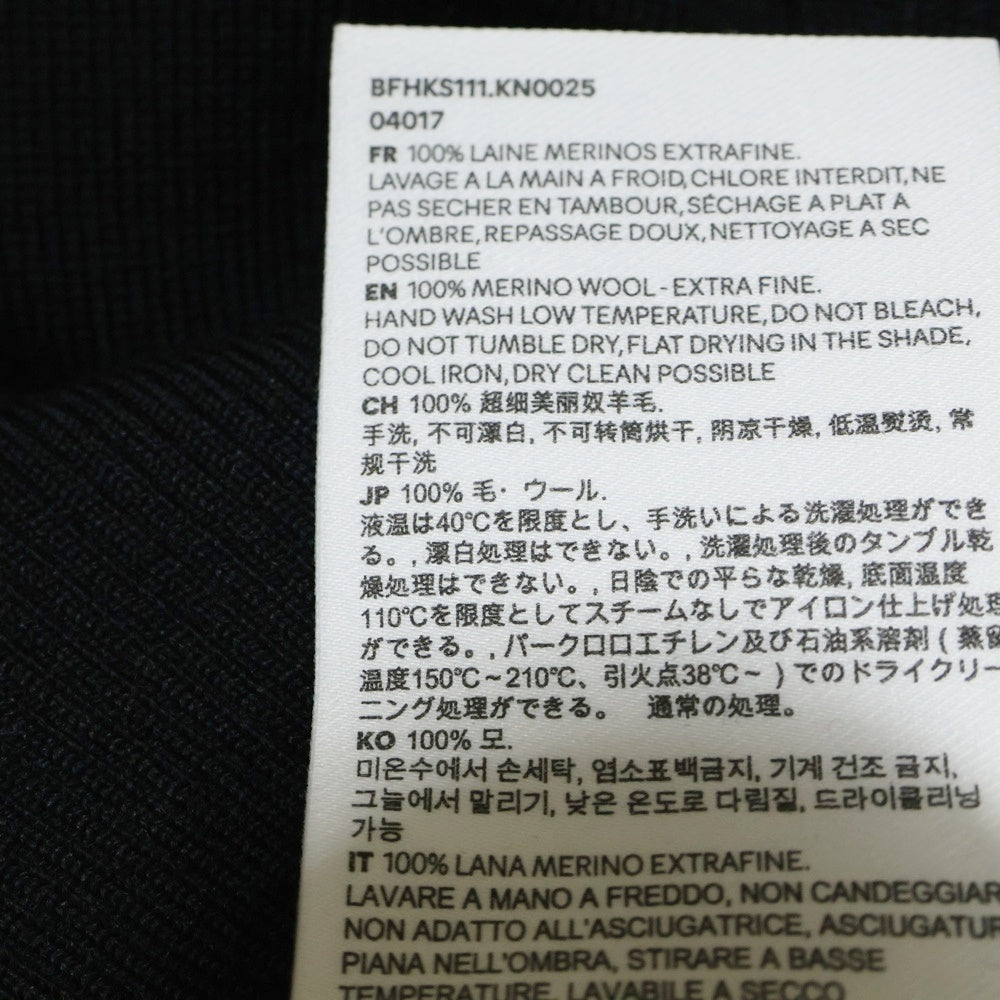 BFHKS111.KN0025
04017
FR 100% LAINE MERINOS EXTRAFINE.
LAVAGE A LA MAIN A FROID, CHLORE INTERDIT, NE
PAS SECHER EN TAMBOUR, SÉCHAGE A PLAT A
L'OMBRE, REPASSAGE DOUX, NETTOYAGE A SEC
POSSIBLE
EN 100% MERINO WOOL - EXTRA FINE.
HAND WASH LOW TEMPERATURE, DO NOT BLEACH,
DO NOT TUMBLE DRY, FLAT DRYING IN THE SHADE,
COOL IRON, DRY CLEAN POSSIBLE
CH 100% 超细美丽奴羊毛.
手洗, 不可漂白, 不可转筒烘干, 阴凉干燥, 低温熨烫, 常
规干洗
JP 100% 毛・ウール.
液温は40℃を限度とし、手洗いによる洗濯処理ができ
る。, 漂白処理はできない。, 洗濯処理後のタンブル乾
燥処理はできない。, 日陰での平らな乾燥, 底面温度
110℃を限度としてスチームなしでアイロン仕上げ処理
ができる。, パークロロエチレン及び石油系溶剤 ( 蒸留
温度150℃～210℃、引火点38℃～ ) でのドライクリー
ニング処理ができる。 通常の処理。
KO 100% 모.
미온수에서 손세탁, 염소표백금지, 기계 건조 금지,
그늘에서 말리기, 낮은 온도로 다림질, 드라이클리닝
가능
IT 100% LANA MERINO EXTRAFINE.
LAVARE A MANO A FREDDO, NON CANDEGGIAR
NON ADATTO ALL'ASCIUGATRICE, ASCIUGATUR
PIANA NELL'OMBRA, STIRARE A BASSE
TEMPERATURE, LAVABILE A SECCO